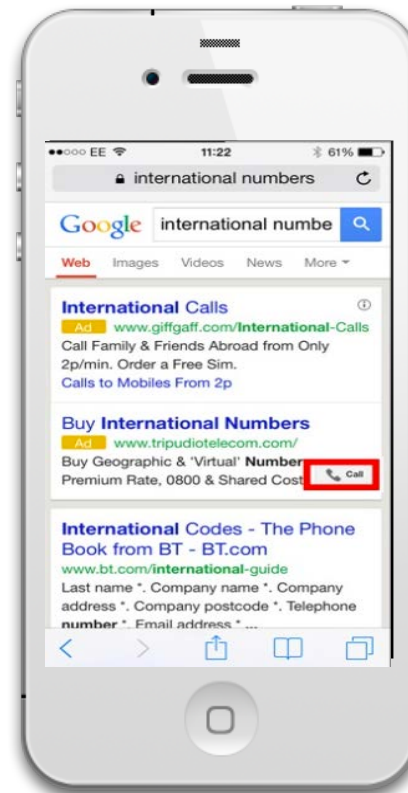 EE 11:22 61%
international numbers
Google international numbe
Web Images Videos News More
International Calls
Ad www.giffgaff.com/International-Calls
Call Family & Friends Abroad from Only
2p/min. Order a Free Sim.
Calls to Mobiles From 2p
Buy International Numbers
Ad www.tripudiotelecom.com/
Buy Geographic & 'Virtual' Number
Premium Rate, 0800 & Shared Cost Call
International Codes - The Phone
Book from BT - BT.com
www.bt.com/international-guide
Last name *. Company name *. Company
address *. Company postcode *. Telephone
number *. Email address * ...